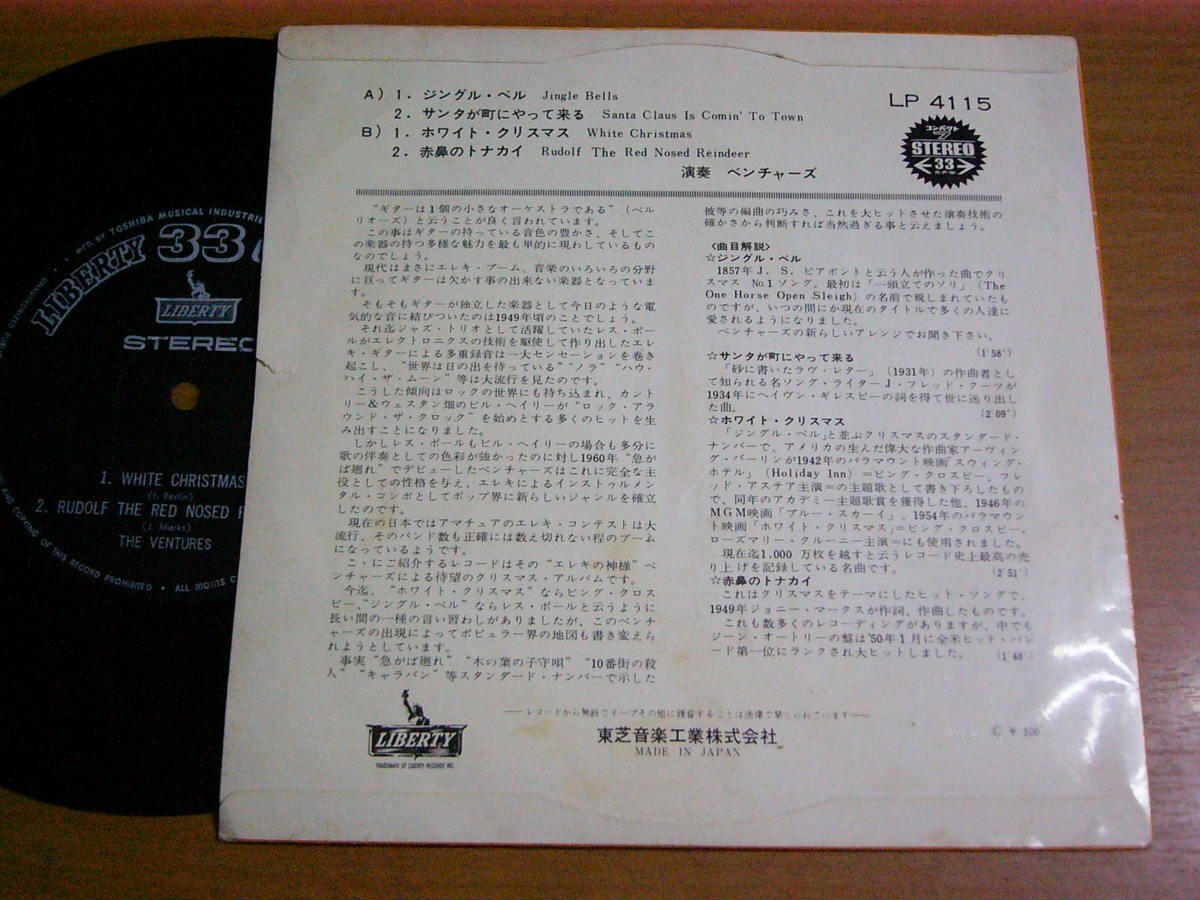 A) 1. ジングル・ベル Jingle Bells
2. サンタが町にやって来る Santa Claus Is Comin' To Town
B) 1. ホワイト・クリスマス White Christmas
2. 赤鼻のトナカイ Rudolf The Red Nosed Reindeer
演奏 ベンチャーズ
LP 4115
コンパクト
7
STEREO
33
R.P.M.
“ギターは1個の小さなオーケストラである”(ベル
リオーズ)と云うことが良く言われています。
この事はギターの持っている音色の豊かさ、そしてこ
の楽器の持つ多様な魅力を最も単的に現わしているもの
なのでしょう。
現代はまさにエレキ・ブーム、音楽のいろいろの分野
に亘ってギターは欠かす事の出来ない楽器となっていま
す。
そもそもギターが独立した楽器として今日のような電
気的な音に結びついたのは1949年頃のことでしょう。
それ迄ジャズ・トリオとして活躍していたレス・ポー
ルがエレクトロニクスの技術を駆使して作り出したエレ
キ・ギターによる多重録音は一大センセーションを巻き
起こし、“世界は日の出を待っている”“ノラ”“ハウ・
ハイ・ザ・ムーン”等は大流行を見たのです。
こうした傾向はロックの世界にも持ち込まれ、カント
リー&ウェスタン畑のビル・ヘイリーが“ロック・アラ
ウンド・ザ・クロック”を始めとする多くのヒットを生
み出すことになりました。
しかしレス・ポールもビル・ヘイリーの場合も多分に
歌の伴奏としての色彩が強かったのに対し1960年“急が
ば廻れ”でデビューしたベンチャーズはこれに完全な主
役としての性格を与え、エレキによるインストゥルメン
タル・コンボとしてポップ界に新らしいジャンルを確立
したのです。
現在の日本ではアマチュアのエレキ・コンテストは大
流行、そのバンド数も正確には数え切れない程のブーム
になっているようです。
こゝにご紹介するレコードはその“エレキの神様”ベ
ンチャーズによる待望のクリスマス・アルバムです。
今迄、“ホワイト・クリスマス”ならビング・クロス
ビー、“ジングル・ベル”ならレス・ポールと云うように
長い間の一種の言い習わしがありましたが、このベンチ
ャーズの出現によってポピュラー界の地図も書き変えら
れようとしています。
事実“急がば廻れ”“木の葉の子守唄”“10番街の殺
人”“キャラバン”等スタンダード・ナンバーで示した
彼等の編曲の巧みさ、これを大ヒットさせた演奏技術の
確かさから判断すれば当然過ぎる事と云えましょう。
〈曲目解説〉
☆ジングル・ベル
1857年J. S. ピアポントと云う人が作った曲でクリ
スマス No.1ソング。最初は「一頭立てのソリ」(The
One Horse Open Sleigh)の名前で親しまれていたも
のですが、いつの間にか現在のタイトルで多くの人達に
愛されるようになりました。
ベンチャーズの新らしいアレンジでお聞き下さい。
(1′58″)
☆サンタが町にやって来る
「砂に書いたラヴ・レター」(1931年)の作曲者とし
て知られる名ソング・ライターJ・フレッド・クーツが
1934年にヘイヴン・ギレスピーの詞を得て世に送り出し
た曲。
(2′09″)
☆ホワイト・クリスマス
「ジングル・ベル」と並ぶクリスマスのスタンダード・
ナンバーで、アメリカの生んだ偉大な作曲家アーヴィン
グ・バーリンが1942年のパラマウント映画“スウィング・
ホテル」(Holiday Inn)=ビング・クロスビー、フレ
ッド・アステア主演=の主題歌として書き下ろしたもの
で、同年のアカデミー主題歌賞を獲得した他、1946年の
MGM映画「ブルー・スカーイ」、1954年のパラマウン
ト映画「ホワイト・クリスマス」=ビング・クロスビー、
ローズマリー・クルーニー主演=にも使用されました。
現在迄1,000万枚を越すと云うレコード史上最高の売
り上げを記録している名曲です。
(2′51″)
☆赤鼻のトナカイ
これはクリスマスをテーマにしたヒット・ソングで、
1949年ジョニー・マークスが作詞、作曲したものです。
これも数多くのレコーディングがありますが、中でも
ジーン・オートリーの盤は'50年1月に全米ヒット・パレ
ード第一位にランクされ大ヒットしました。
(1′48″)
レコードから無断でテープその他に録音することは法律で禁じられています
LIBERTY
TRADEMARK OF LIBERTY RECORDS INC.
東芝音楽工業株式会社
MADE IN JAPAN
Ⓒ ¥ 500
MFD. BY TOSHIBA MUSICAL INDUSTRIE
LIBERTY 33
LIBERTY
STEREO
1. WHITE CHRISTMAS
(I. Berlin)
2. RUDOLF THE RED NOSED
(J. Marks)
THE VENTURES
AND COPYING OF THIS RECORD PROHIBITED • ALL RIGHTS